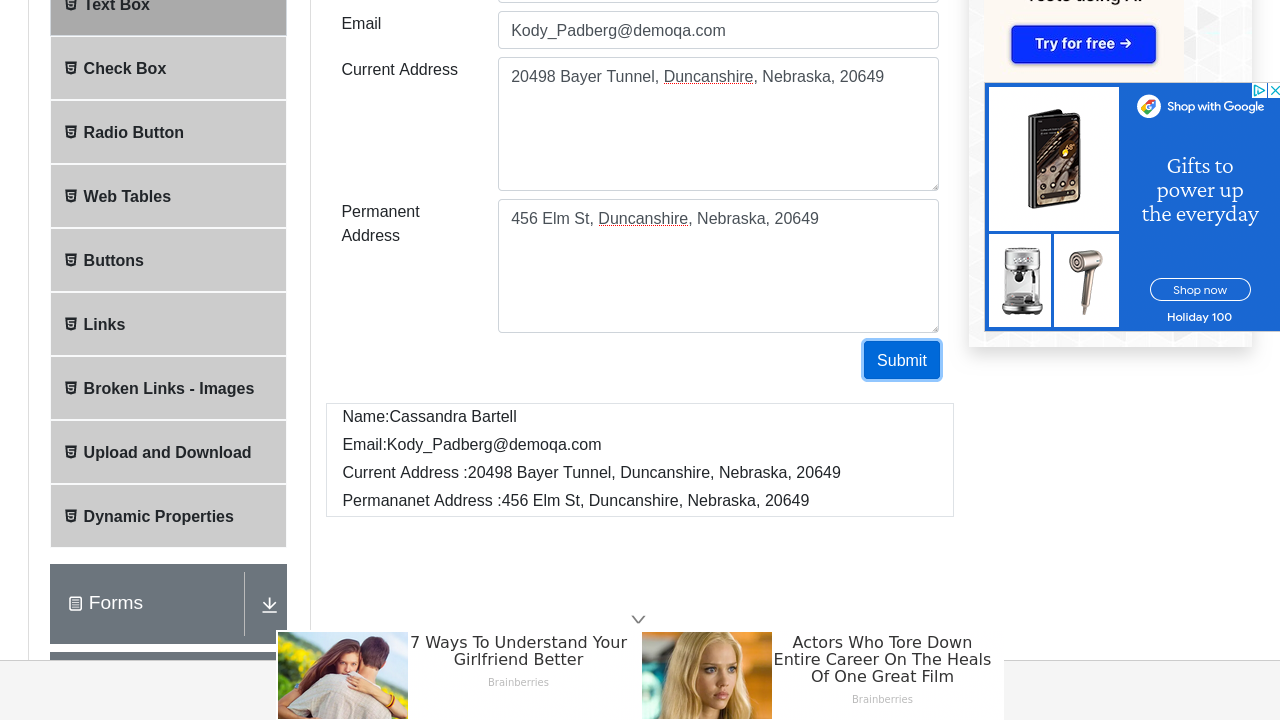 Text Box
Check Box
Radio Button
Web Tables
Buttons
Links
Broken Links - Images
Upload and Download
Dynamic Properties
Forms
Email
Kody_Padberg@demoqa.com
Current Address
20498 Bayer Tunnel, Duncanshire, Nebraska, 20649
Permanent
Address
456 Elm St, Duncanshire, Nebraska, 20649
Submit
Name:Cassandra Bartell
Email:Kody_Padberg@demoqa.com
Current Address :20498 Bayer Tunnel, Duncanshire, Nebraska, 20649
Permananet Address :456 Elm St, Duncanshire, Nebraska, 20649
Try for free →
Shop with Google
Gifts to
power up
the everyday
Shop now
Holiday 100
7 Ways To Understand Your
Girlfriend Better
Brainberries
Actors Who Tore Down
Entire Career On The Heals
Of One Great Film
Brainberries